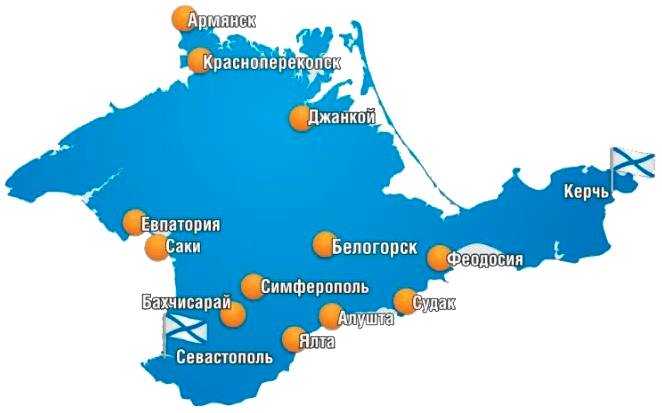 Армянск
Красноперекопск
Джанкой
Керчь
Евпатория
Саки
Белогорск
Феодосия
Симферополь
Бахчисарай
Судак
Алушта
Ялта
Севастополь